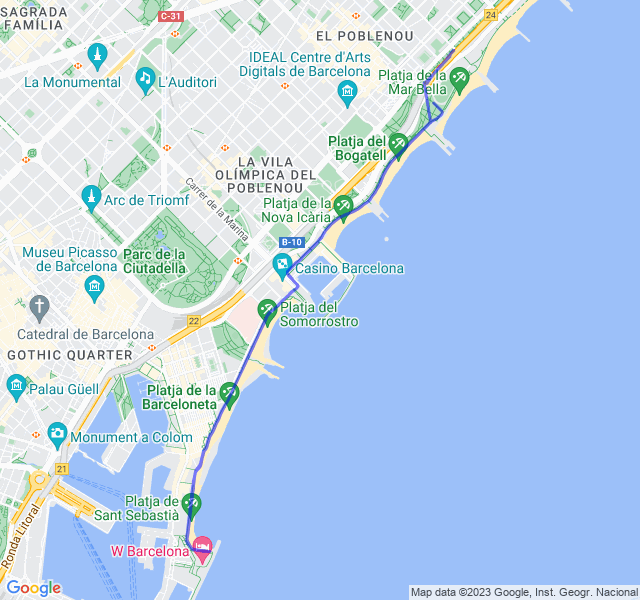 SAGRADA
FAMÍLIA
C-31
24
EL POBLENOU
La Monumental
L'Auditori
IDEAL Centre d'Arts
Digitals de Barcelona
Platja de la
Mar Bella
Platja del
Bogatell
LA VILA
OLÍMPICA DEL
POBLENOU
Carrer de la Marina
Arc de Triomf
Platja de la
Nova Icària
B-10
Museu Picasso
de Barcelona
Parc de la
Ciutadella
Casino Barcelona
Catedral de Barcelona
22
Platja del
Somorrostro
GOTHIC QUARTER
Palau Güell
Platja de la
Barceloneta
Monument a Colom
21
Ronda Litoral
Platja de
Sant Sebastià
W Barcelona
Google
Map data ©2023 Google, Inst. Geogr. Nacional